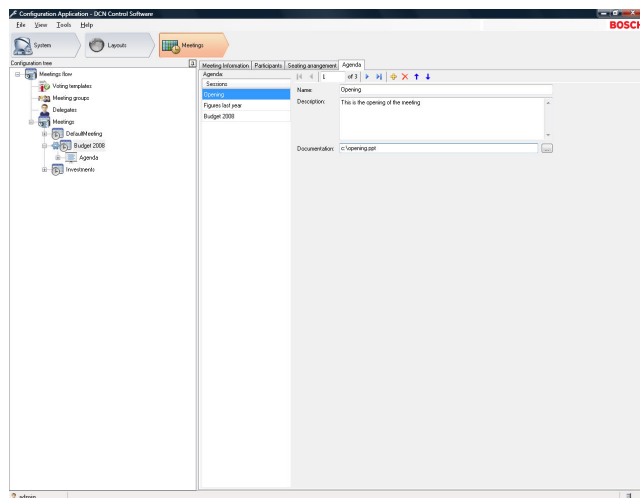 Configuration Application - DCN Control Software
File View Tools Help
BOSCH
System Layouts Meetings
Configuration tree
Meetings flow
Voting templates
Meeting groups
Delegates
Meetings
DefaultMeeting
Budget 2008
Agenda
Investments
Meeting Information Participants Seating arrangement Agenda
Agenda:
Sessions
Opening
Figures last year
Budget 2008
1 of 3
Name: Opening
Description: This is the opening of the meeting
Documentation: c:\opening.ppt ...
admin